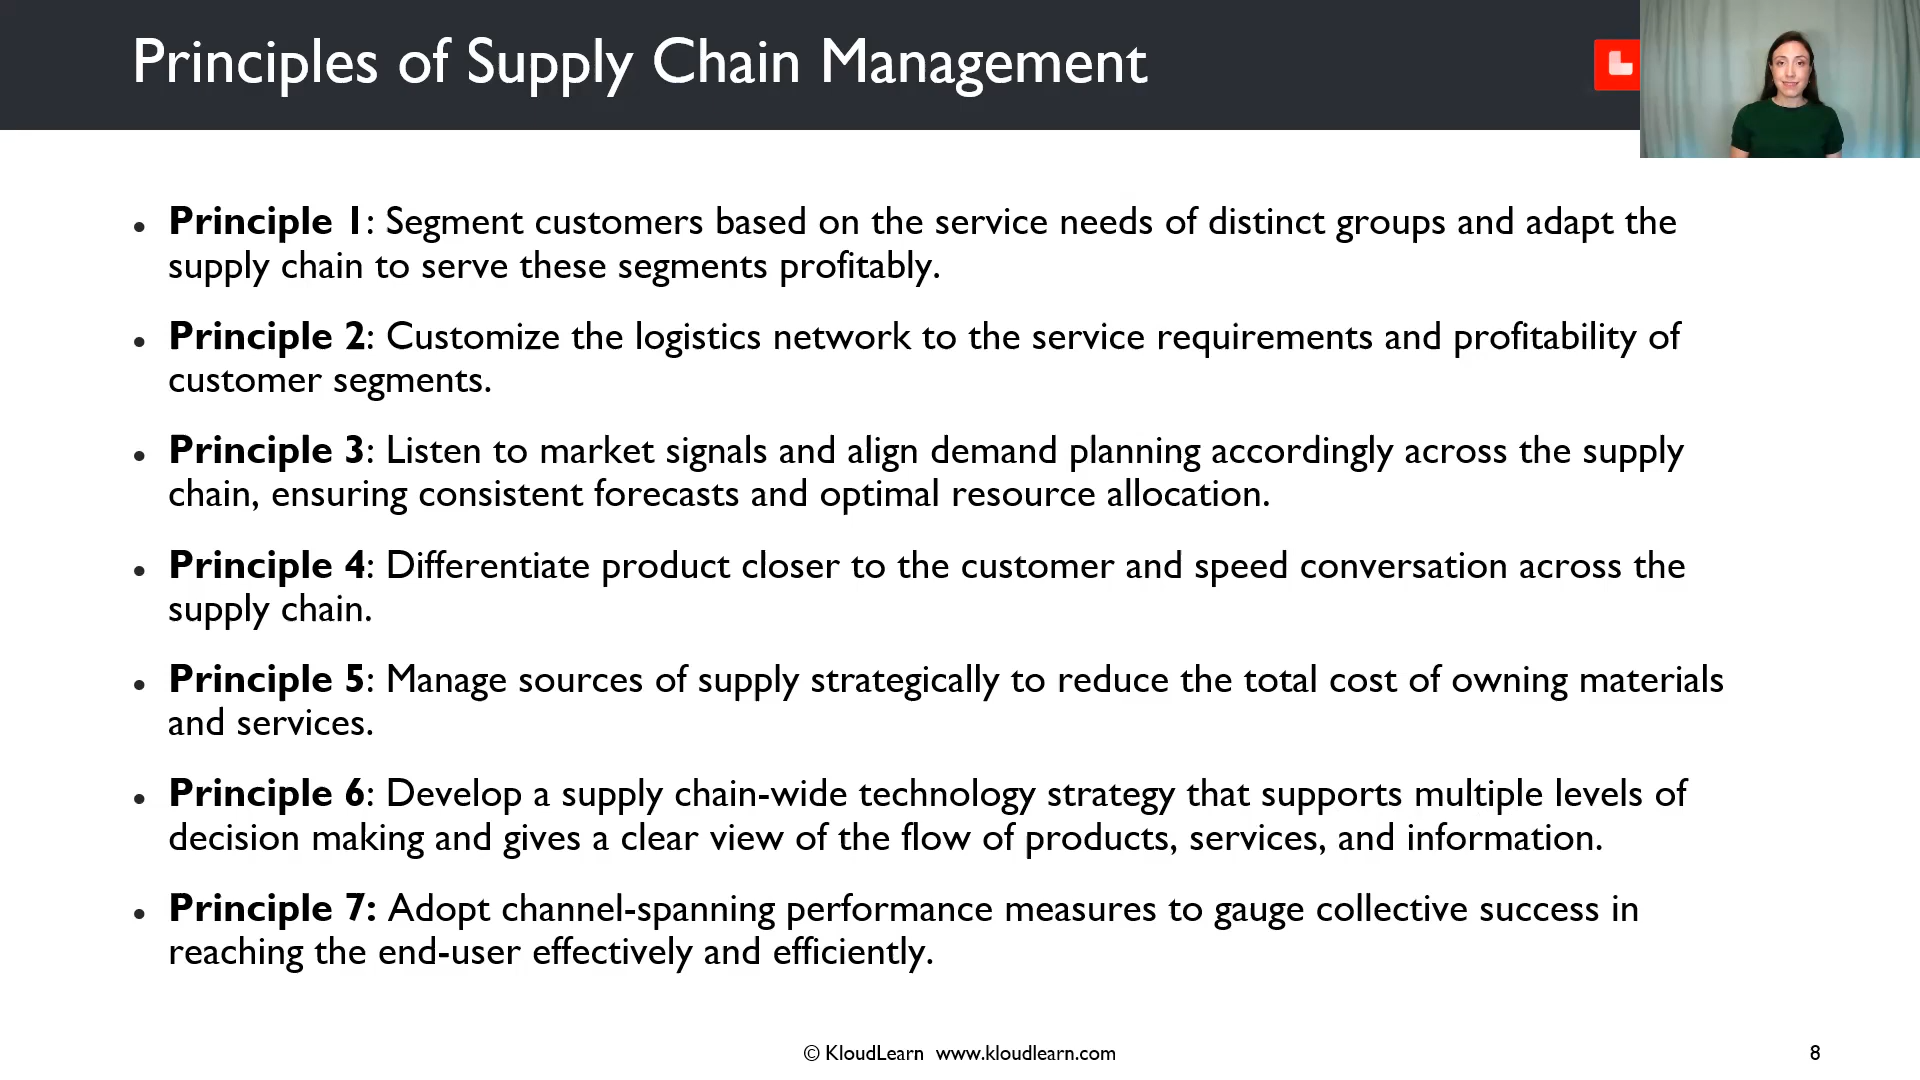 Principles of Supply Chain Management
• Principle 1: Segment customers based on the service needs of distinct groups and adapt the
supply chain to serve these segments profitably.
• Principle 2: Customize the logistics network to the service requirements and profitability of
customer segments.
• Principle 3: Listen to market signals and align demand planning accordingly across the supply
chain, ensuring consistent forecasts and optimal resource allocation.
• Principle 4: Differentiate product closer to the customer and speed conversation across the
supply chain.
• Principle 5: Manage sources of supply strategically to reduce the total cost of owning materials
and services.
• Principle 6: Develop a supply chain-wide technology strategy that supports multiple levels of
decision making and gives a clear view of the flow of products, services, and information.
• Principle 7: Adopt channel-spanning performance measures to gauge collective success in
reaching the end-user effectively and efficiently.
© KloudLearn www.kloudlearn.com
8